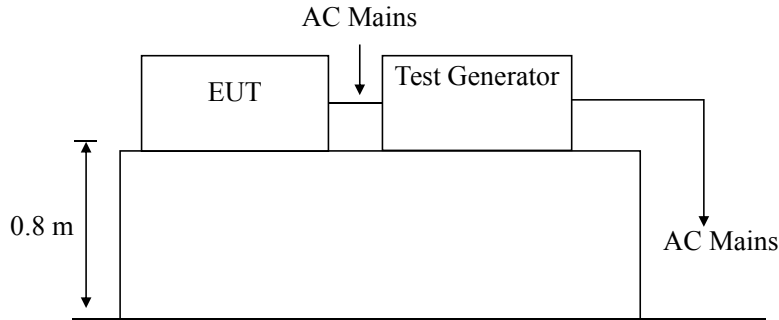 AC Mains
EUT
Test Generator
0.8 m
AC Mains